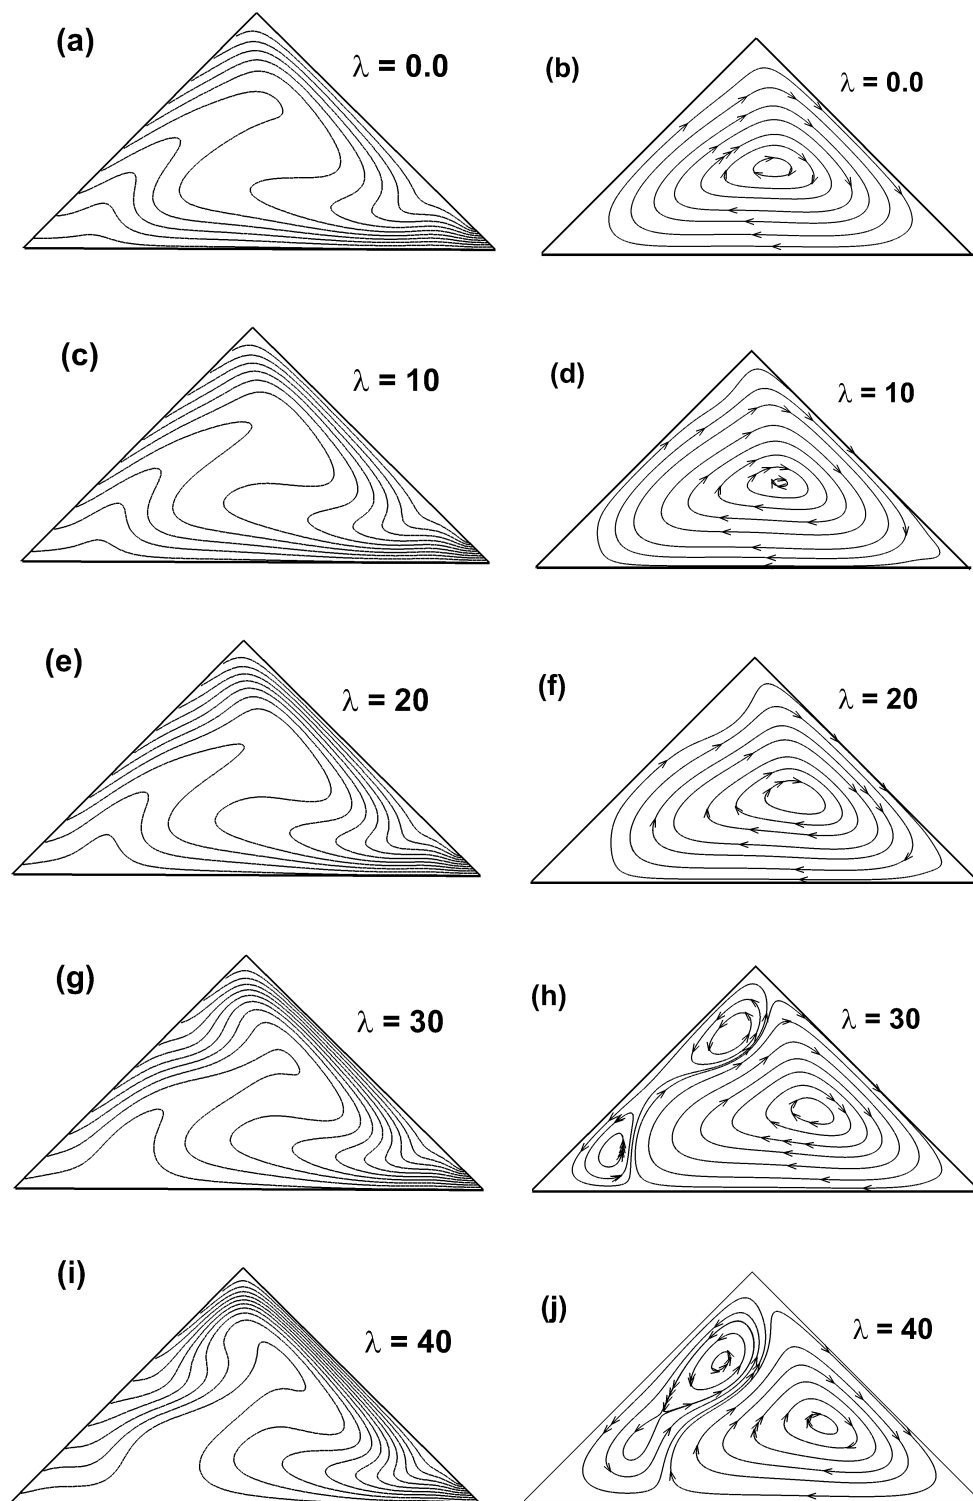 (a) λ = 0.0
(b) λ = 0.0
(c) λ = 10
(d) λ = 10
(e) λ = 20
(f) λ = 20
(g) λ = 30
(h) λ = 30
(i) λ = 40
(j) λ = 40